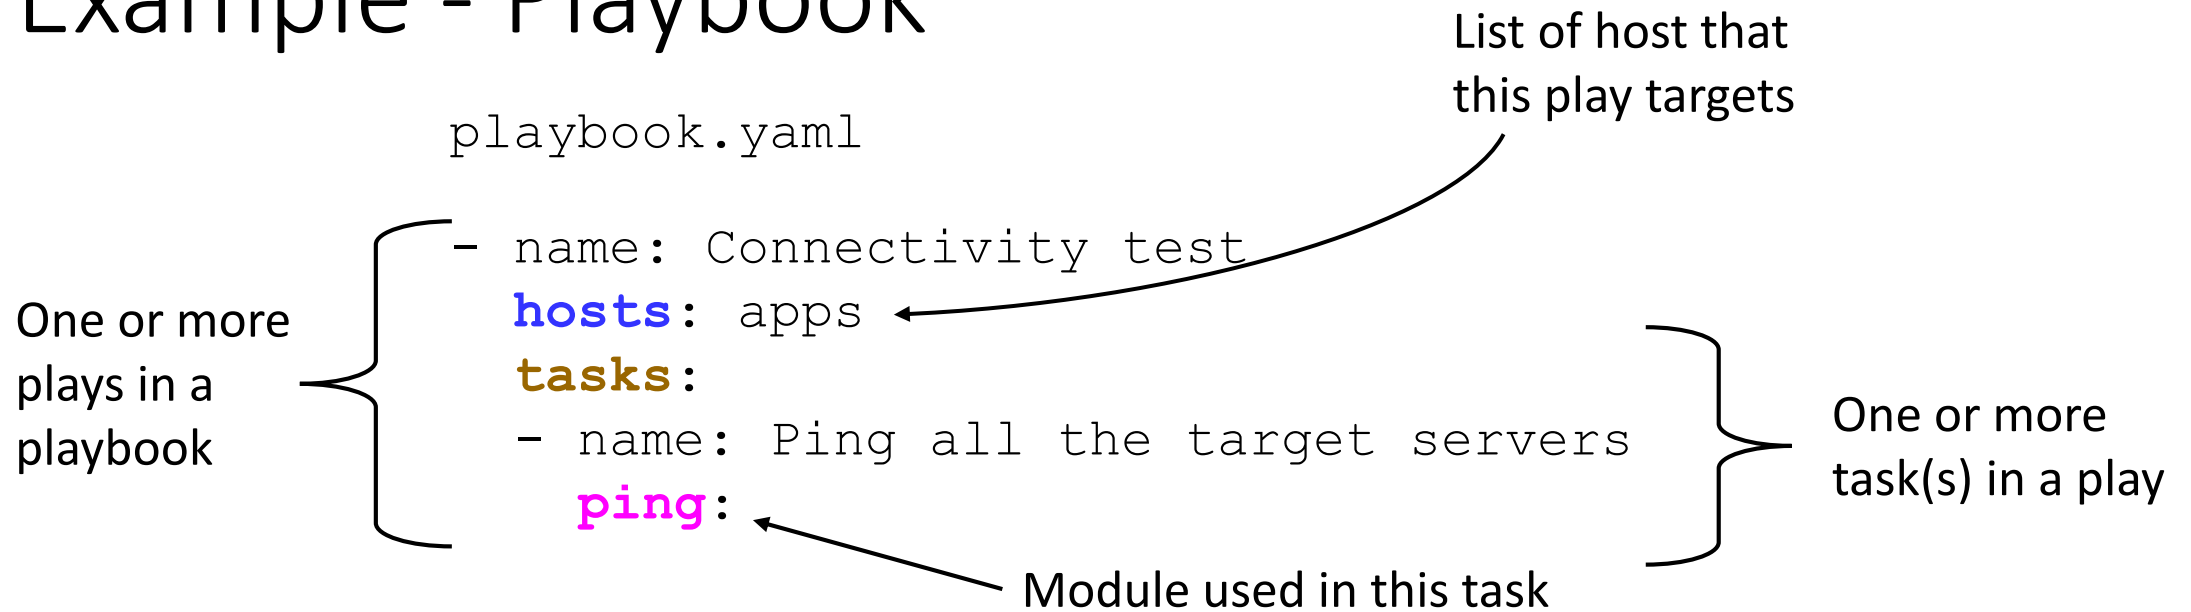 Example - Playbook
List of host that
this play targets
playbook.yaml
- name: Connectivity test
hosts: apps
tasks:
- name: Ping all the target servers
ping:
One or more
plays in a
playbook
One or more
task(s) in a play
Module used in this task